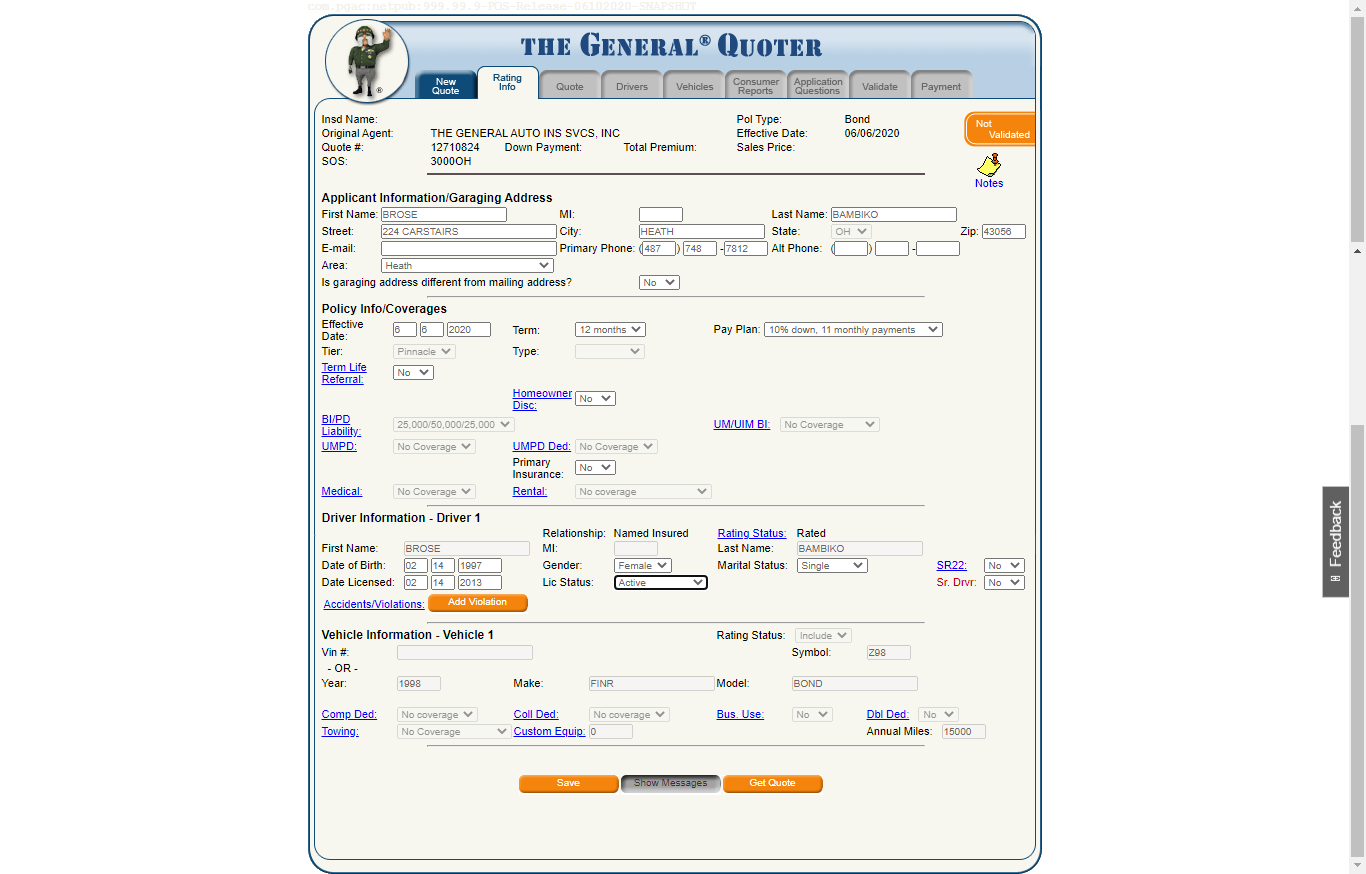 com.pgac:netpub:999.99.9-POS-Release-06102020-SNAPSHOT
THE GENERAL® QUOTER
New Quote
Rating Info
Quote
Drivers
Vehicles
Consumer Reports
Application Questions
Validate
Payment
Insd Name: Pol Type: Bond
Original Agent: THE GENERAL AUTO INS SVCS, INC Effective Date: 06/06/2020
Quote #: 12710824 Down Payment: Total Premium: Sales Price:
SOS: 3000OH
Not Validated
Notes
Applicant Information/Garaging Address
First Name: BROSE MI: Last Name: BAMBIKO
Street: 224 CARSTAIRS City: HEATH State: OH Zip: 43056
E-mail: Primary Phone: (487) 748 -7812 Alt Phone: ( ) -
Area: Heath
Is garaging address different from mailing address? No
Policy Info/Coverages
Effective Date: 6 6 2020 Term: 12 months Pay Plan: 10% down, 11 monthly payments
Tier: Pinnacle Type:
Term Life Referral: No
Homeowner Disc: No
BI/PD Liability: 25,000/50,000/25,000 UM/UIM BI: No Coverage
UMPD: No Coverage UMPD Ded: No Coverage
Primary Insurance: No
Medical: No Coverage Rental: No coverage
Driver Information - Driver 1
Relationship: Named Insured Rating Status: Rated
First Name: BROSE MI: Last Name: BAMBIKO
Date of Birth: 02 14 1997 Gender: Female Marital Status: Single SR22: No
Date Licensed: 02 14 2013 Lic Status: Active Sr. Drvr: No
Accidents/Violations: Add Violation
Vehicle Information - Vehicle 1 Rating Status: Include
Vin #: Symbol: Z98
- OR -
Year: 1998 Make: FINR Model: BOND
Comp Ded: No coverage Coll Ded: No coverage Bus. Use: No Dbl Ded: No
Towing: No Coverage Custom Equip: 0 Annual Miles: 15000
Save Show Messages Get Quote
Feedback